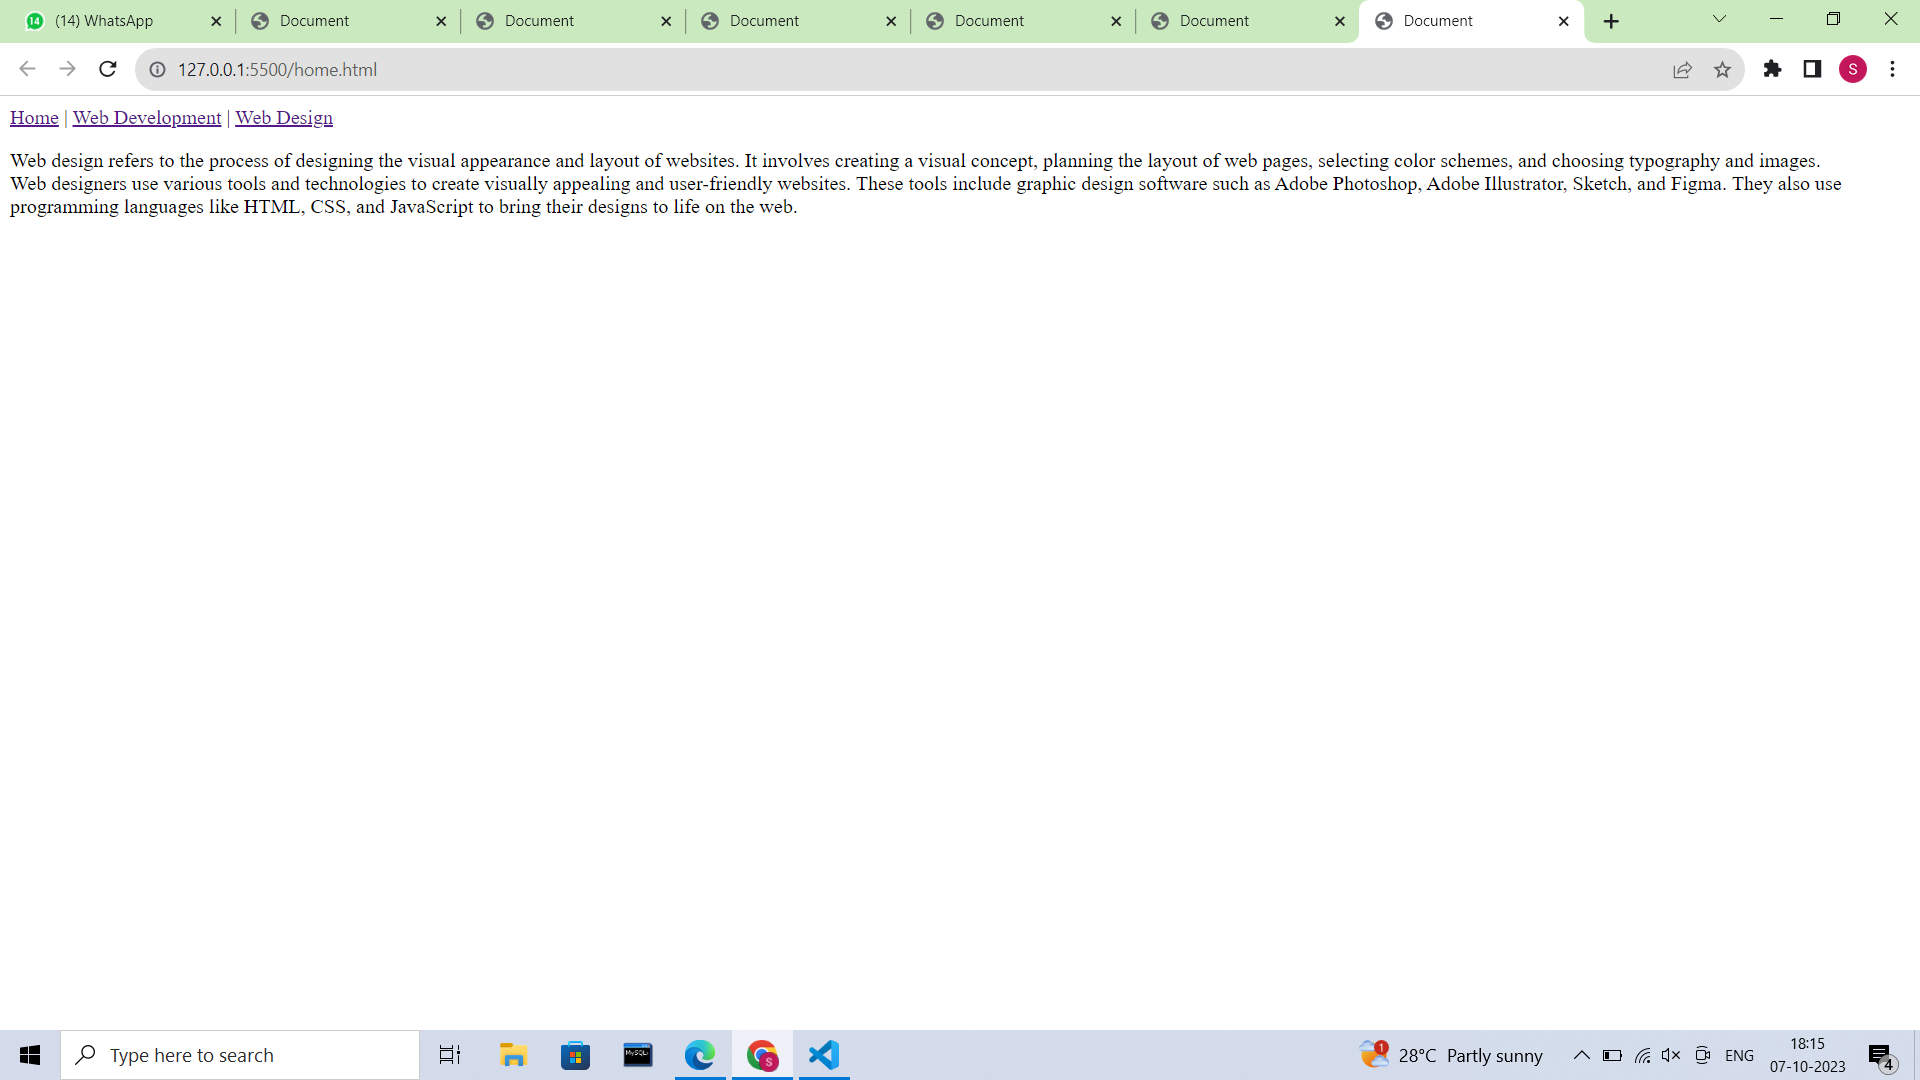 14 (14) WhatsApp Document Document Document Document Document Document
127.0.0.1:5500/home.html S
Home | Web Development | Web Design
Web design refers to the process of designing the visual appearance and layout of websites. It involves creating a visual concept, planning the layout of web pages, selecting color schemes, and choosing typography and images.
Web designers use various tools and technologies to create visually appealing and user-friendly websites. These tools include graphic design software such as Adobe Photoshop, Adobe Illustrator, Sketch, and Figma. They also use
programming languages like HTML, CSS, and JavaScript to bring their designs to life on the web.
Type here to search MySQL> S 1 28°C Partly sunny ENG 18:15
07-10-2023 4